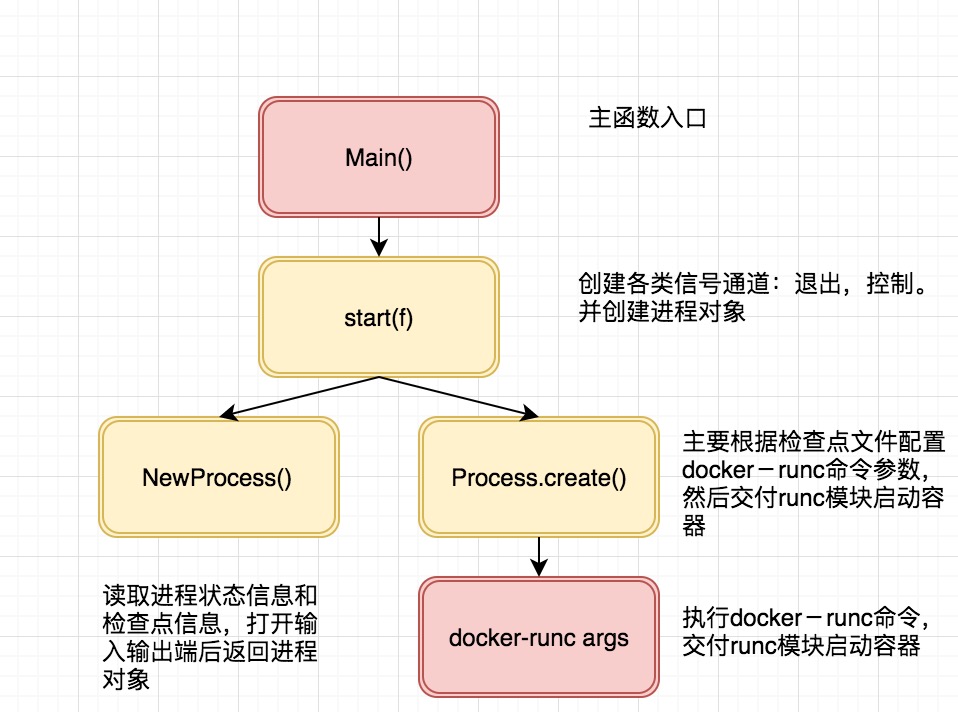 Main()
主函数入口
start(f)
创建各类信号通道：退出，控制。
并创建进程对象
NewProcess()
Process.create()
主要根据检查点文件配置
docker－runc命令参数，
然后交付runc模块启动容
器
读取进程状态信息和
检查点信息，打开输
入输出端后返回进程
对象
docker-runc args
执行docker－runc命令，
交付runc模块启动容器